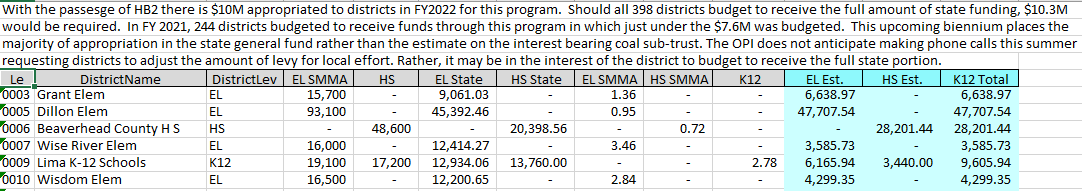 With the passesge of HB2 there is $10M appropriated to districts in FY2022 for this program.  Should all 398 districts budget to receive the full amount of state funding, $10.3M
would be required.  In FY 2021, 244 districts budgeted to receive funds through this program in which just under the $7.6M was budgeted.  This upcoming biennium places the
majority of appropriation in the state general fund rather than the estimate on the interest bearing coal sub-trust. The OPI does not anticipate making phone calls this summer
requesting districts to adjust the amount of levy for local effort. Rather, it may be in the interest of the district to budget to receive the full state portion.
Le DistrictName DistrictLev EL SMMA HS EL State HS State EL SMMA HS SMMA K12 EL Est. HS Est. K12 Total
0003 Grant Elem EL 15,700 - 9,061.03 - 1.36 - - 6,638.97 - 6,638.97
0005 Dillon Elem EL 93,100 - 45,392.46 - 0.95 - - 47,707.54 - 47,707.54
0006 Beaverhead County H S HS - 48,600 - 20,398.56 - 0.72 - - 28,201.44 28,201.44
0007 Wise River Elem EL 16,000 - 12,414.27 - 3.46 - - 3,585.73 - 3,585.73
0009 Lima K-12 Schools K12 19,100 17,200 12,934.06 13,760.00 - - 2.78 6,165.94 3,440.00 9,605.94
0010 Wisdom Elem EL 16,500 - 12,200.65 - 2.84 - - 4,299.35 - 4,299.35